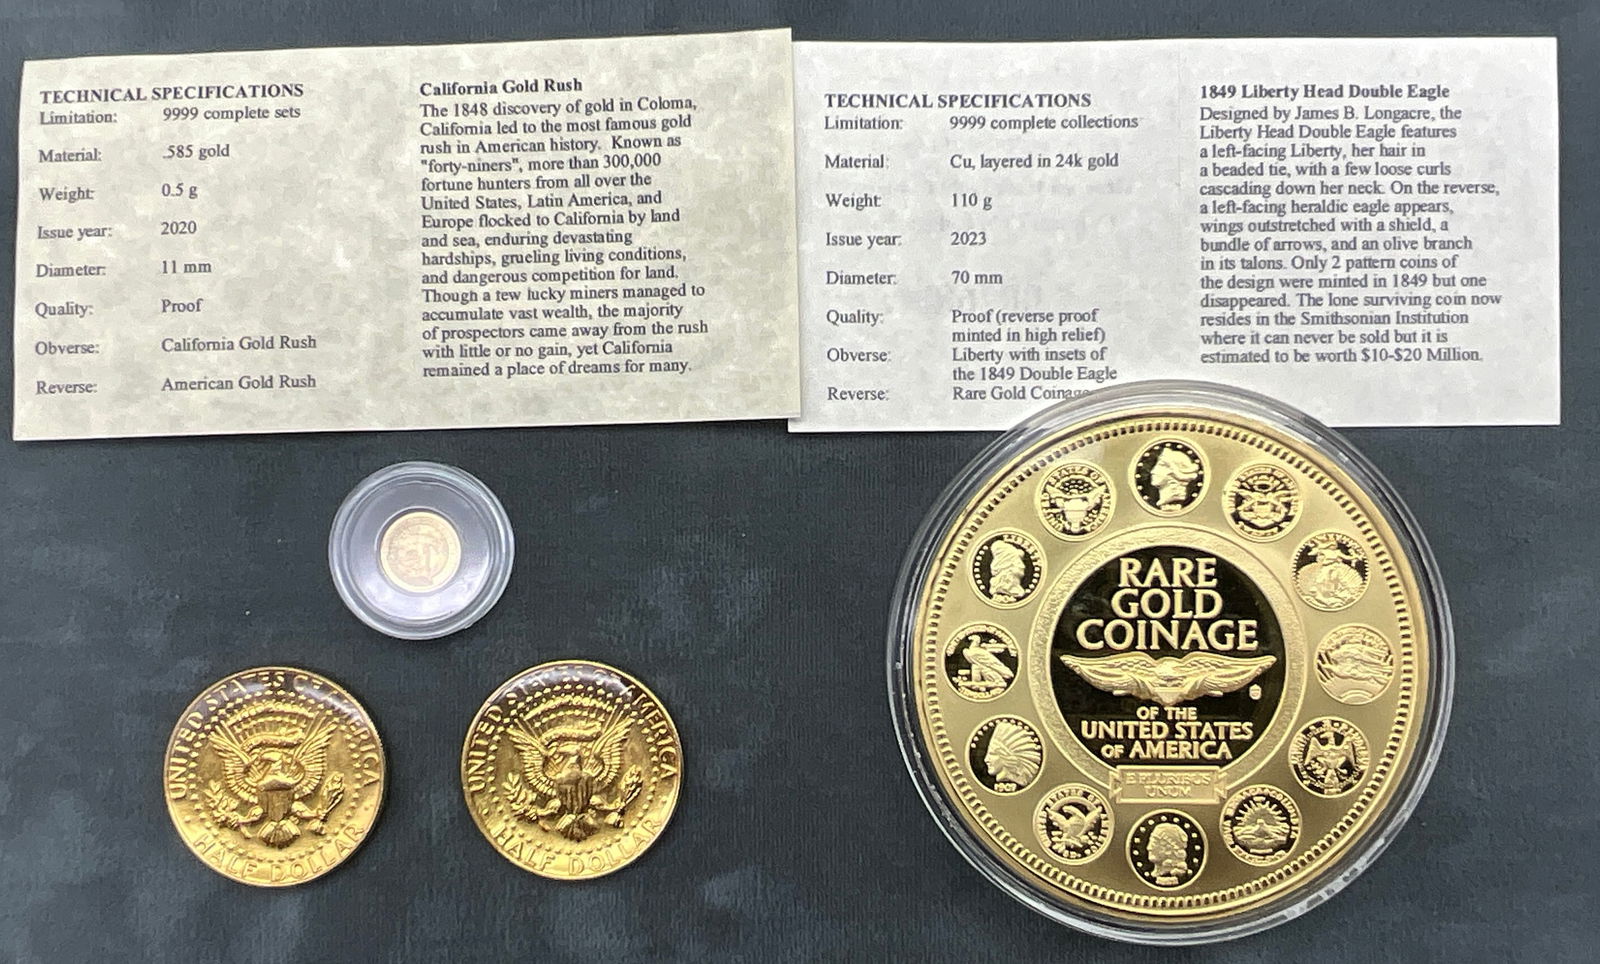 TECHNICAL SPECIFICATIONS
Limitation: 9999 complete sets
Material: .585 gold
Weight: 0.5 g
Issue year: 2020
Diameter: 11 mm
Quality: Proof
Obverse: California Gold Rush
Reverse: American Gold Rush
California Gold Rush
The 1848 discovery of gold in Coloma,
California led to the most famous gold
rush in American history. Known as
"forty-niners", more than 300,000
fortune hunters from all over the
United States, Latin America, and
Europe flocked to California by land
and sea, enduring devastating
hardships, grueling living conditions,
and dangerous competition for land.
Though a few lucky miners managed to
accumulate vast wealth, the majority
of prospectors came away from the rush
with little or no gain, yet California
remained a place of dreams for many.
TECHNICAL SPECIFICATIONS
Limitation: 9999 complete collections
Material: Cu, layered in 24k gold
Weight: 110 g
Issue year: 2023
Diameter: 70 mm
Quality: Proof (reverse proof
minted in high relief)
Obverse: Liberty with insets of
the 1849 Double Eagle
Reverse: Rare Gold Coinage
1849 Liberty Head Double Eagle
Designed by James B. Longacre, the
Liberty Head Double Eagle features
a left-facing Liberty, her hair in
a beaded tie, with a few loose curls
cascading down her neck. On the reverse,
a left-facing heraldic eagle appears,
wings outstretched with a shield, a
bundle of arrows, and an olive branch
in its talons. Only 2 pattern coins of
the design were minted in 1849 but one
disappeared. The lone surviving coin now
resides in the Smithsonian Institution
where it can never be sold but it is
estimated to be worth $10-$20 Million.
UNITED STATES OF AMERICA
HALF DOLLAR
UNITED STATES OF AMERICA
HALF DOLLAR
RARE
GOLD
COINAGE
OF THE
UNITED STATES
OF AMERICA
E PLURIBUS
UNUM
LIBERTY
1907